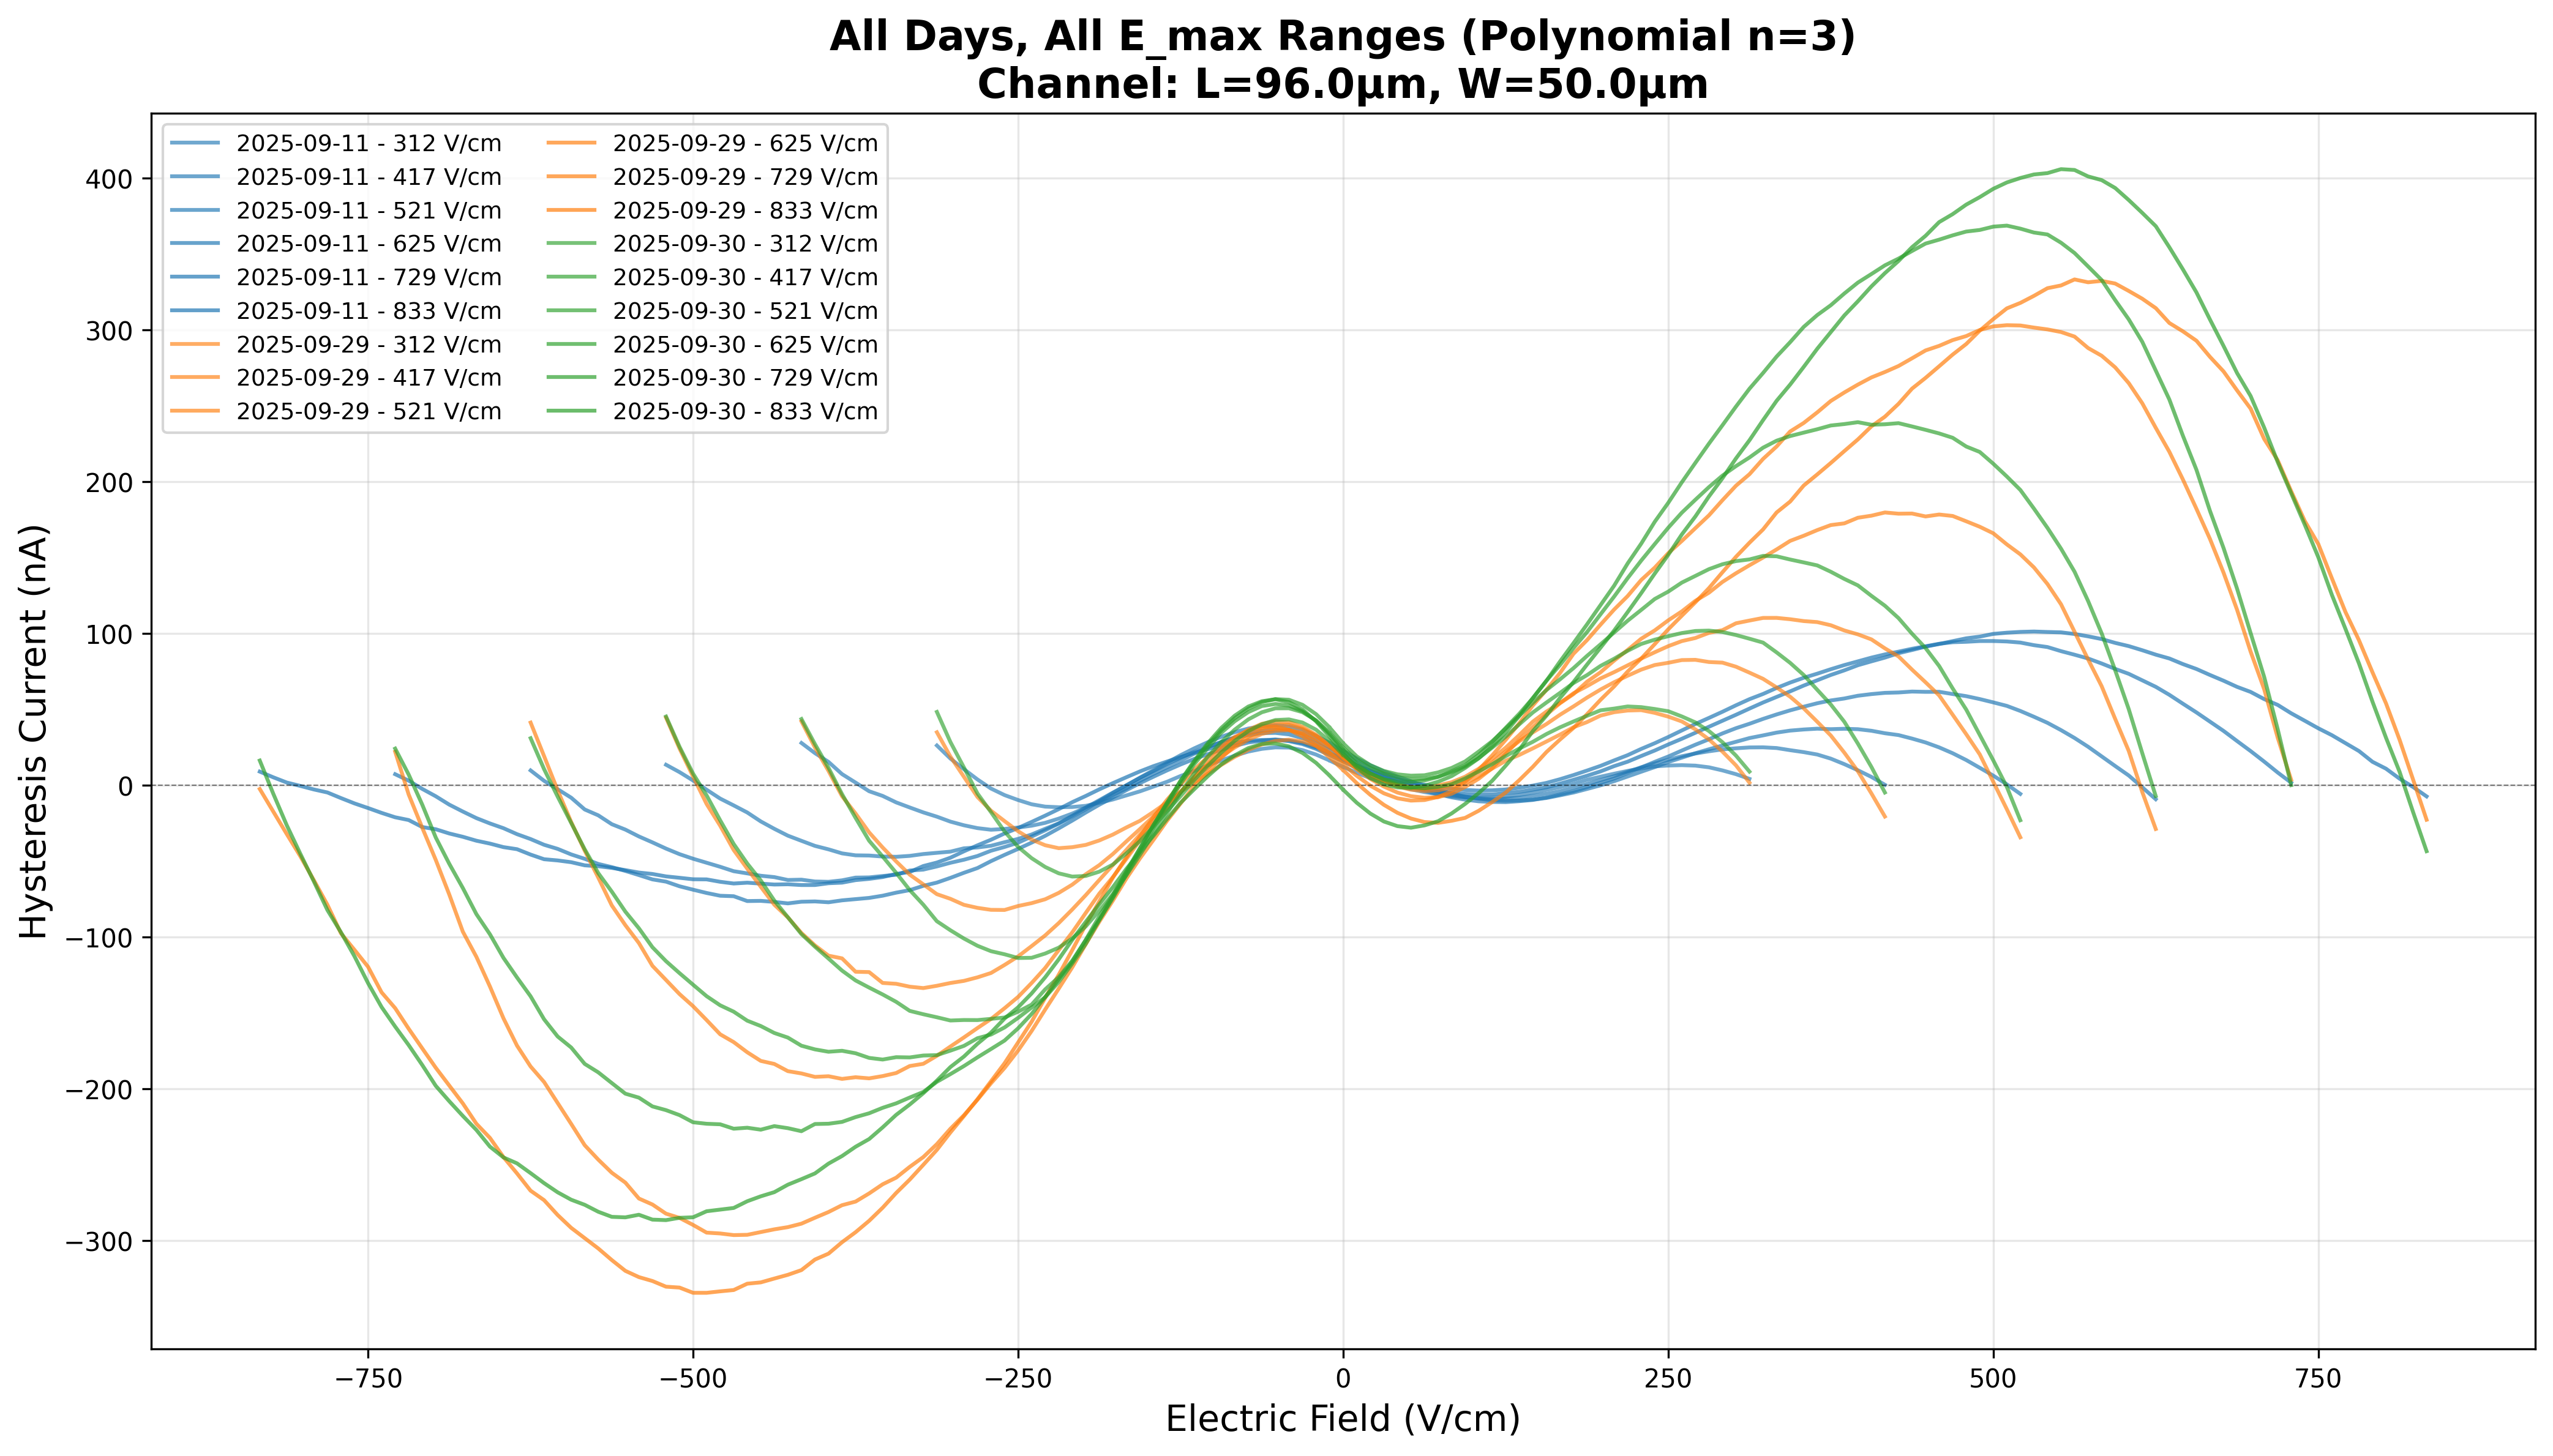 All Days, All E_max Ranges (Polynomial n=3)
Channel: L=96.0μm, W=50.0μm
2025-09-11 - 312 V/cm
2025-09-11 - 417 V/cm
2025-09-11 - 521 V/cm
2025-09-11 - 625 V/cm
2025-09-11 - 729 V/cm
2025-09-11 - 833 V/cm
2025-09-29 - 312 V/cm
2025-09-29 - 417 V/cm
2025-09-29 - 521 V/cm
2025-09-29 - 625 V/cm
2025-09-29 - 729 V/cm
2025-09-29 - 833 V/cm
2025-09-30 - 312 V/cm
2025-09-30 - 417 V/cm
2025-09-30 - 521 V/cm
2025-09-30 - 625 V/cm
2025-09-30 - 729 V/cm
2025-09-30 - 833 V/cm
Hysteresis Current (nA)
400
300
200
100
0
−100
−200
−300
−750
−500
−250
0
250
500
750
Electric Field (V/cm)